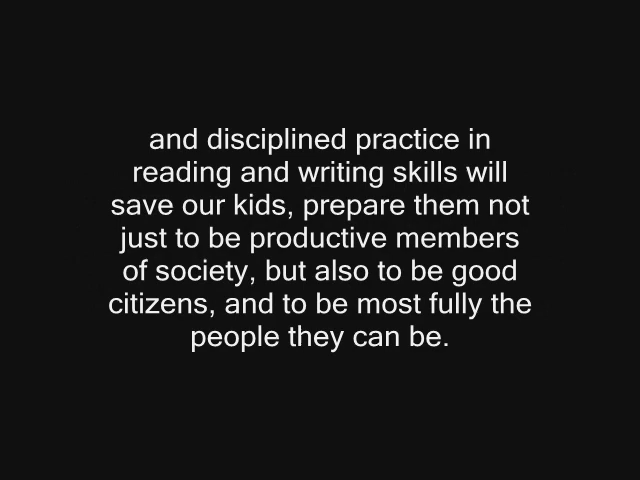 and disciplined practice in
reading and writing skills will
save our kids, prepare them not
just to be productive members
of society, but also to be good
citizens, and to be most fully the
people they can be.